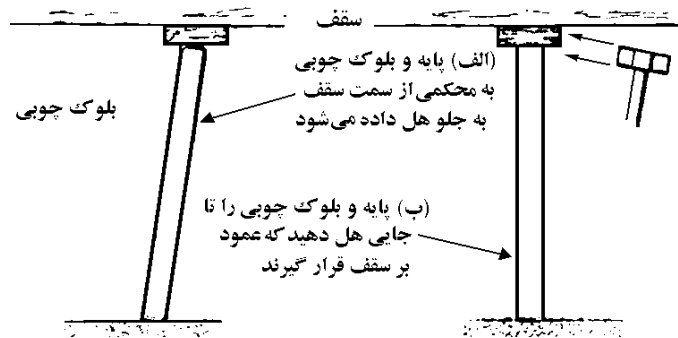 سقف
(الف) پایه و بلوک چوبی
به محکمی از سمت سقف
به جلو هل داده می‌شود
بلوک چوبی
(ب) پایه و بلوک چوبی را تا
جایی هل دهید که عمود
بر سقف قرار گیرند